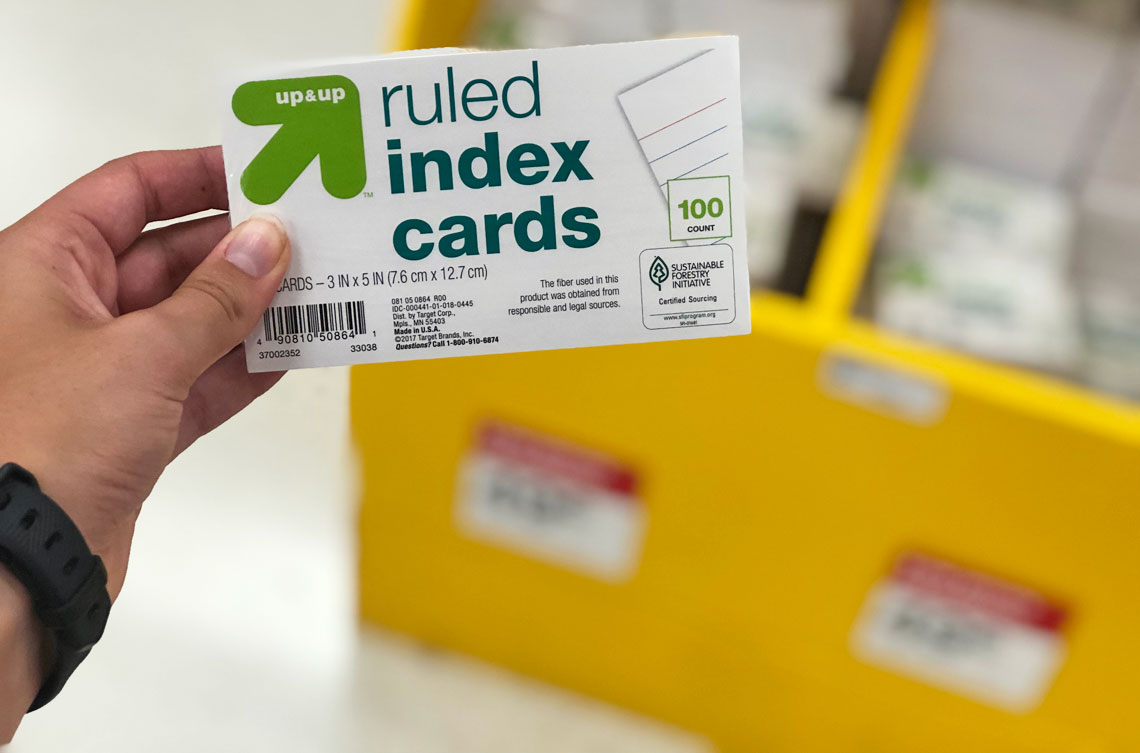 up&up
TM
ruled
index
cards
100
COUNT
ARDS – 3 IN x 5 IN (7.6 cm x 12.7 cm)
4 90810 50864 1
37002352 33038
081 05 0864 R00
IDC-000441-01-018-0445
Dist. by Target Corp.,
Mpls., MN 55403
Made in U.S.A.
©2017 Target Brands, Inc.
Questions? Call 1-800-910-6874
The fiber used in this
product was obtained from
responsible and legal sources.
SUSTAINABLE
FORESTRY
INITIATIVE
Certified Sourcing
www.sfiprogram.org